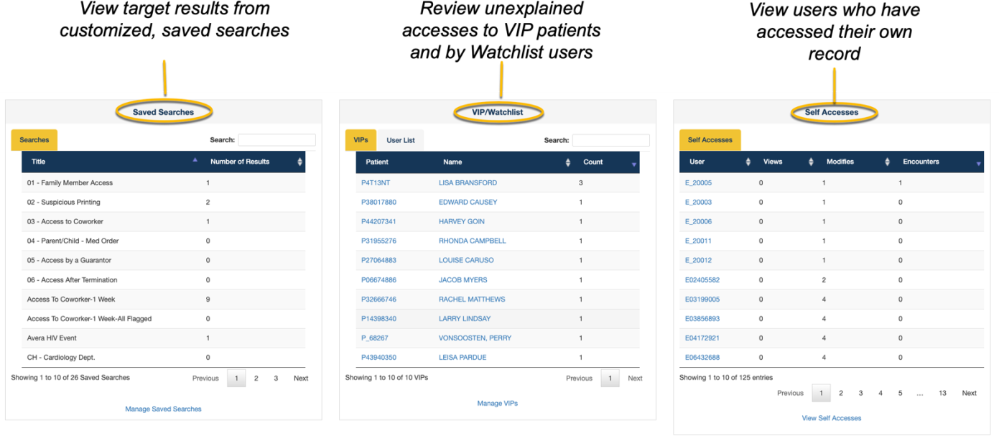 View target results from
customized, saved searches
Review unexplained
accesses to VIP patients
and by Watchlist users
View users who have
accessed their own
record
Saved Searches
Searches
Search:
Title Number of Results
01 - Family Member Access 1
02 - Suspicious Printing 2
03 - Access to Coworker 1
04 - Parent/Child - Med Order 0
05 - Access by a Guarantor 0
06 - Access After Termination 0
Access To Coworker-1 Week 9
Access To Coworker-1 Week-All Flagged 0
Avera HIV Event 1
CH - Cardiology Dept. 0
Showing 1 to 10 of 26 Saved Searches
Previous 1 2 3 Next
Manage Saved Searches
VIP/Watchlist
VIPs User List
Search:
Patient Name Count
P4T13NT LISA BRANSFORD 3
P38017880 EDWARD CAUSEY 1
P44207341 HARVEY GOIN 1
P31955276 RHONDA CAMPBELL 1
P27064883 LOUISE CARUSO 1
P06674886 JACOB MYERS 1
P32666746 RACHEL MATTHEWS 1
P14398340 LARRY LINDSAY 1
P_68267 VONSOOSTEN, PERRY 1
P43940350 LEISA PARDUE 1
Showing 1 to 10 of 10 VIPs
Previous 1 Next
Manage VIPs
Self Accesses
Self Accesses
User Views Modifies Encounters
E_20005 0 1 1
E_20003 0 1 0
E_20006 0 1 0
E_20011 0 1 0
E_20012 0 1 0
E02405582 0 2 0
E03199005 0 4 0
E03856893 0 4 0
E04172921 0 4 0
E06432688 0 4 0
Showing 1 to 10 of 125 entries
Previous 1 2 3 4 5 ... 13 Next
View Self Accesses